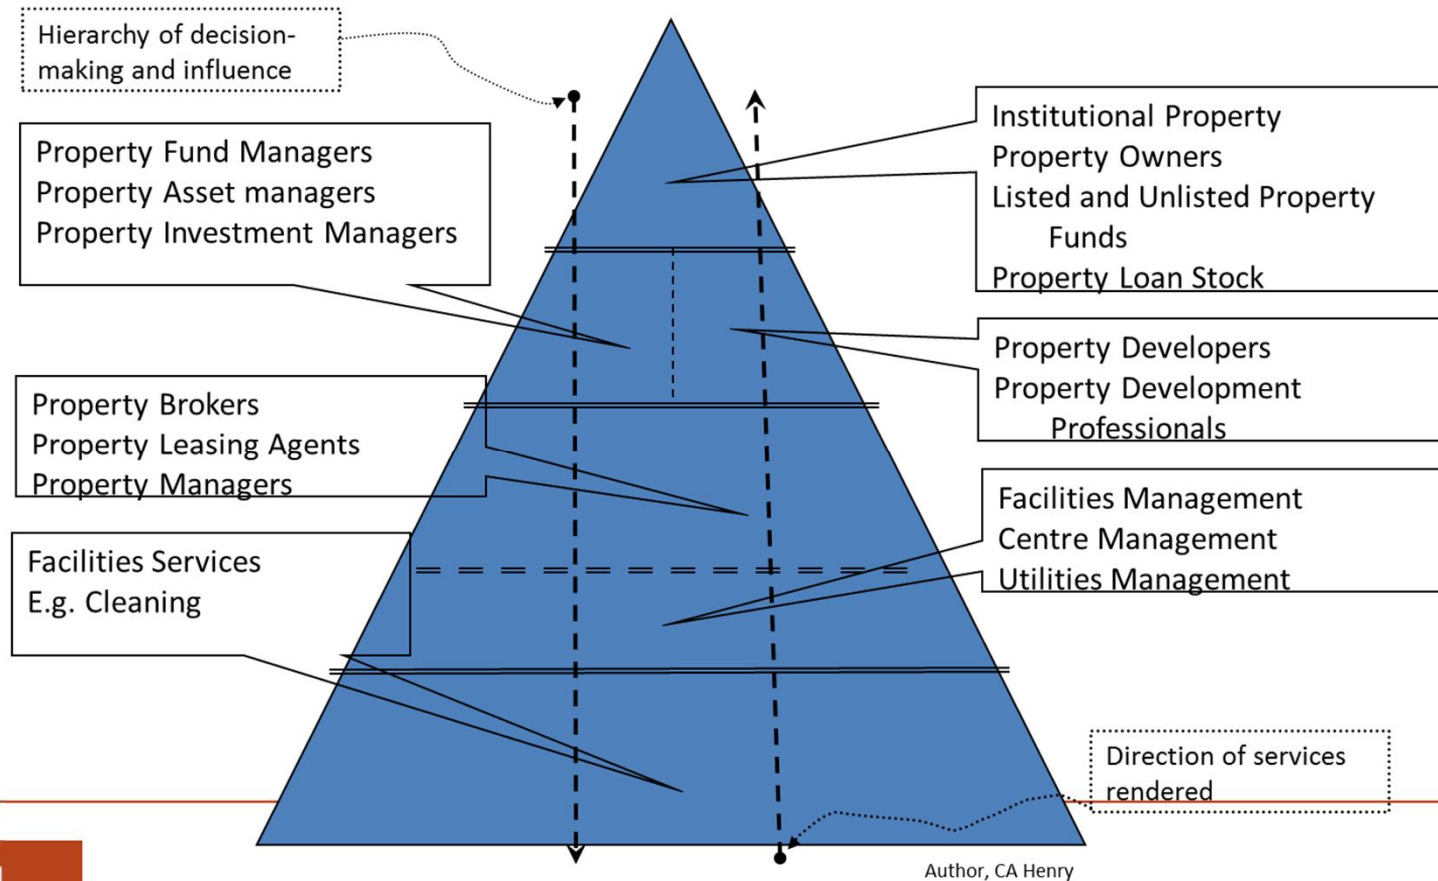 Hierarchy of decision-
making and influence
Property Fund Managers
Property Asset managers
Property Investment Managers
Institutional Property
Property Owners
Listed and Unlisted Property
Funds
Property Loan Stock
Property Developers
Property Development
Professionals
Property Brokers
Property Leasing Agents
Property Managers
Facilities Management
Centre Management
Utilities Management
Facilities Services
E.g. Cleaning
Direction of services
rendered
Author, CA Henry